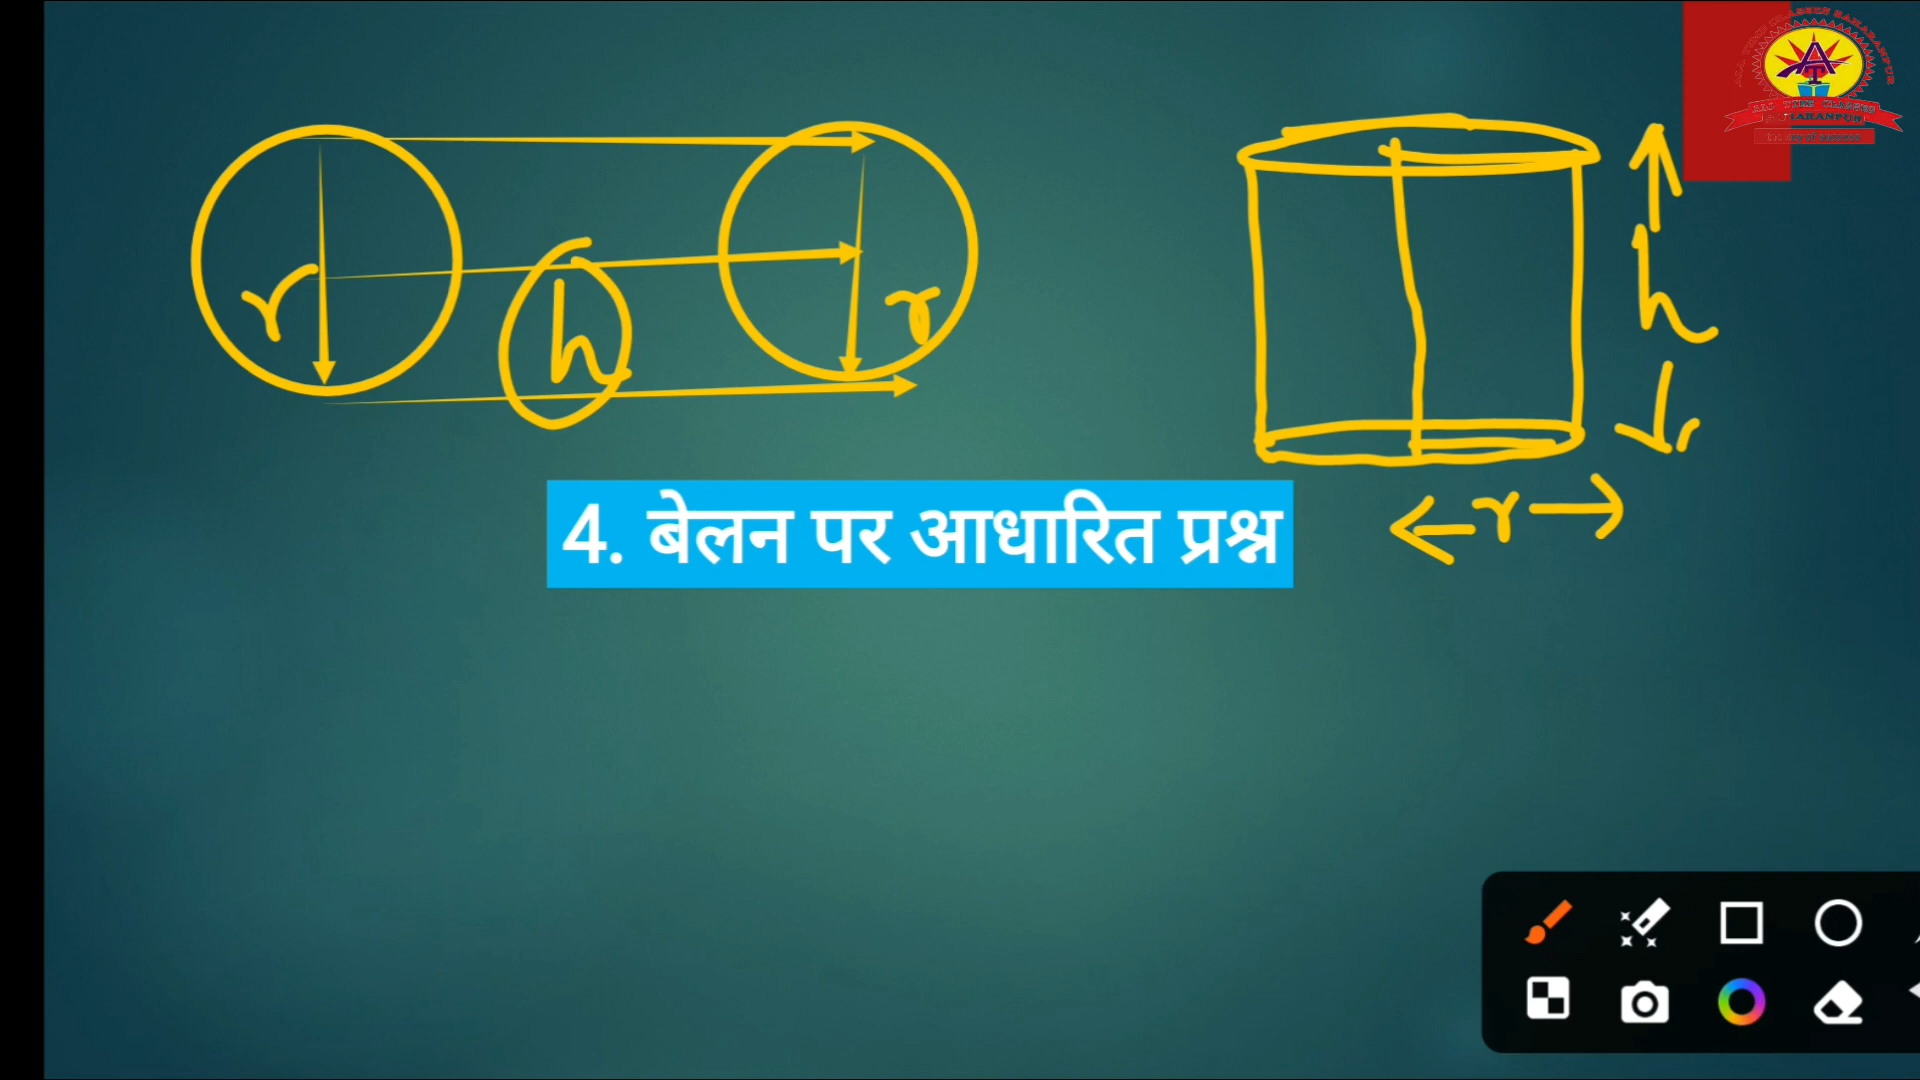 r
h
r
h
4. बेलन पर आधारित प्रश्न
r